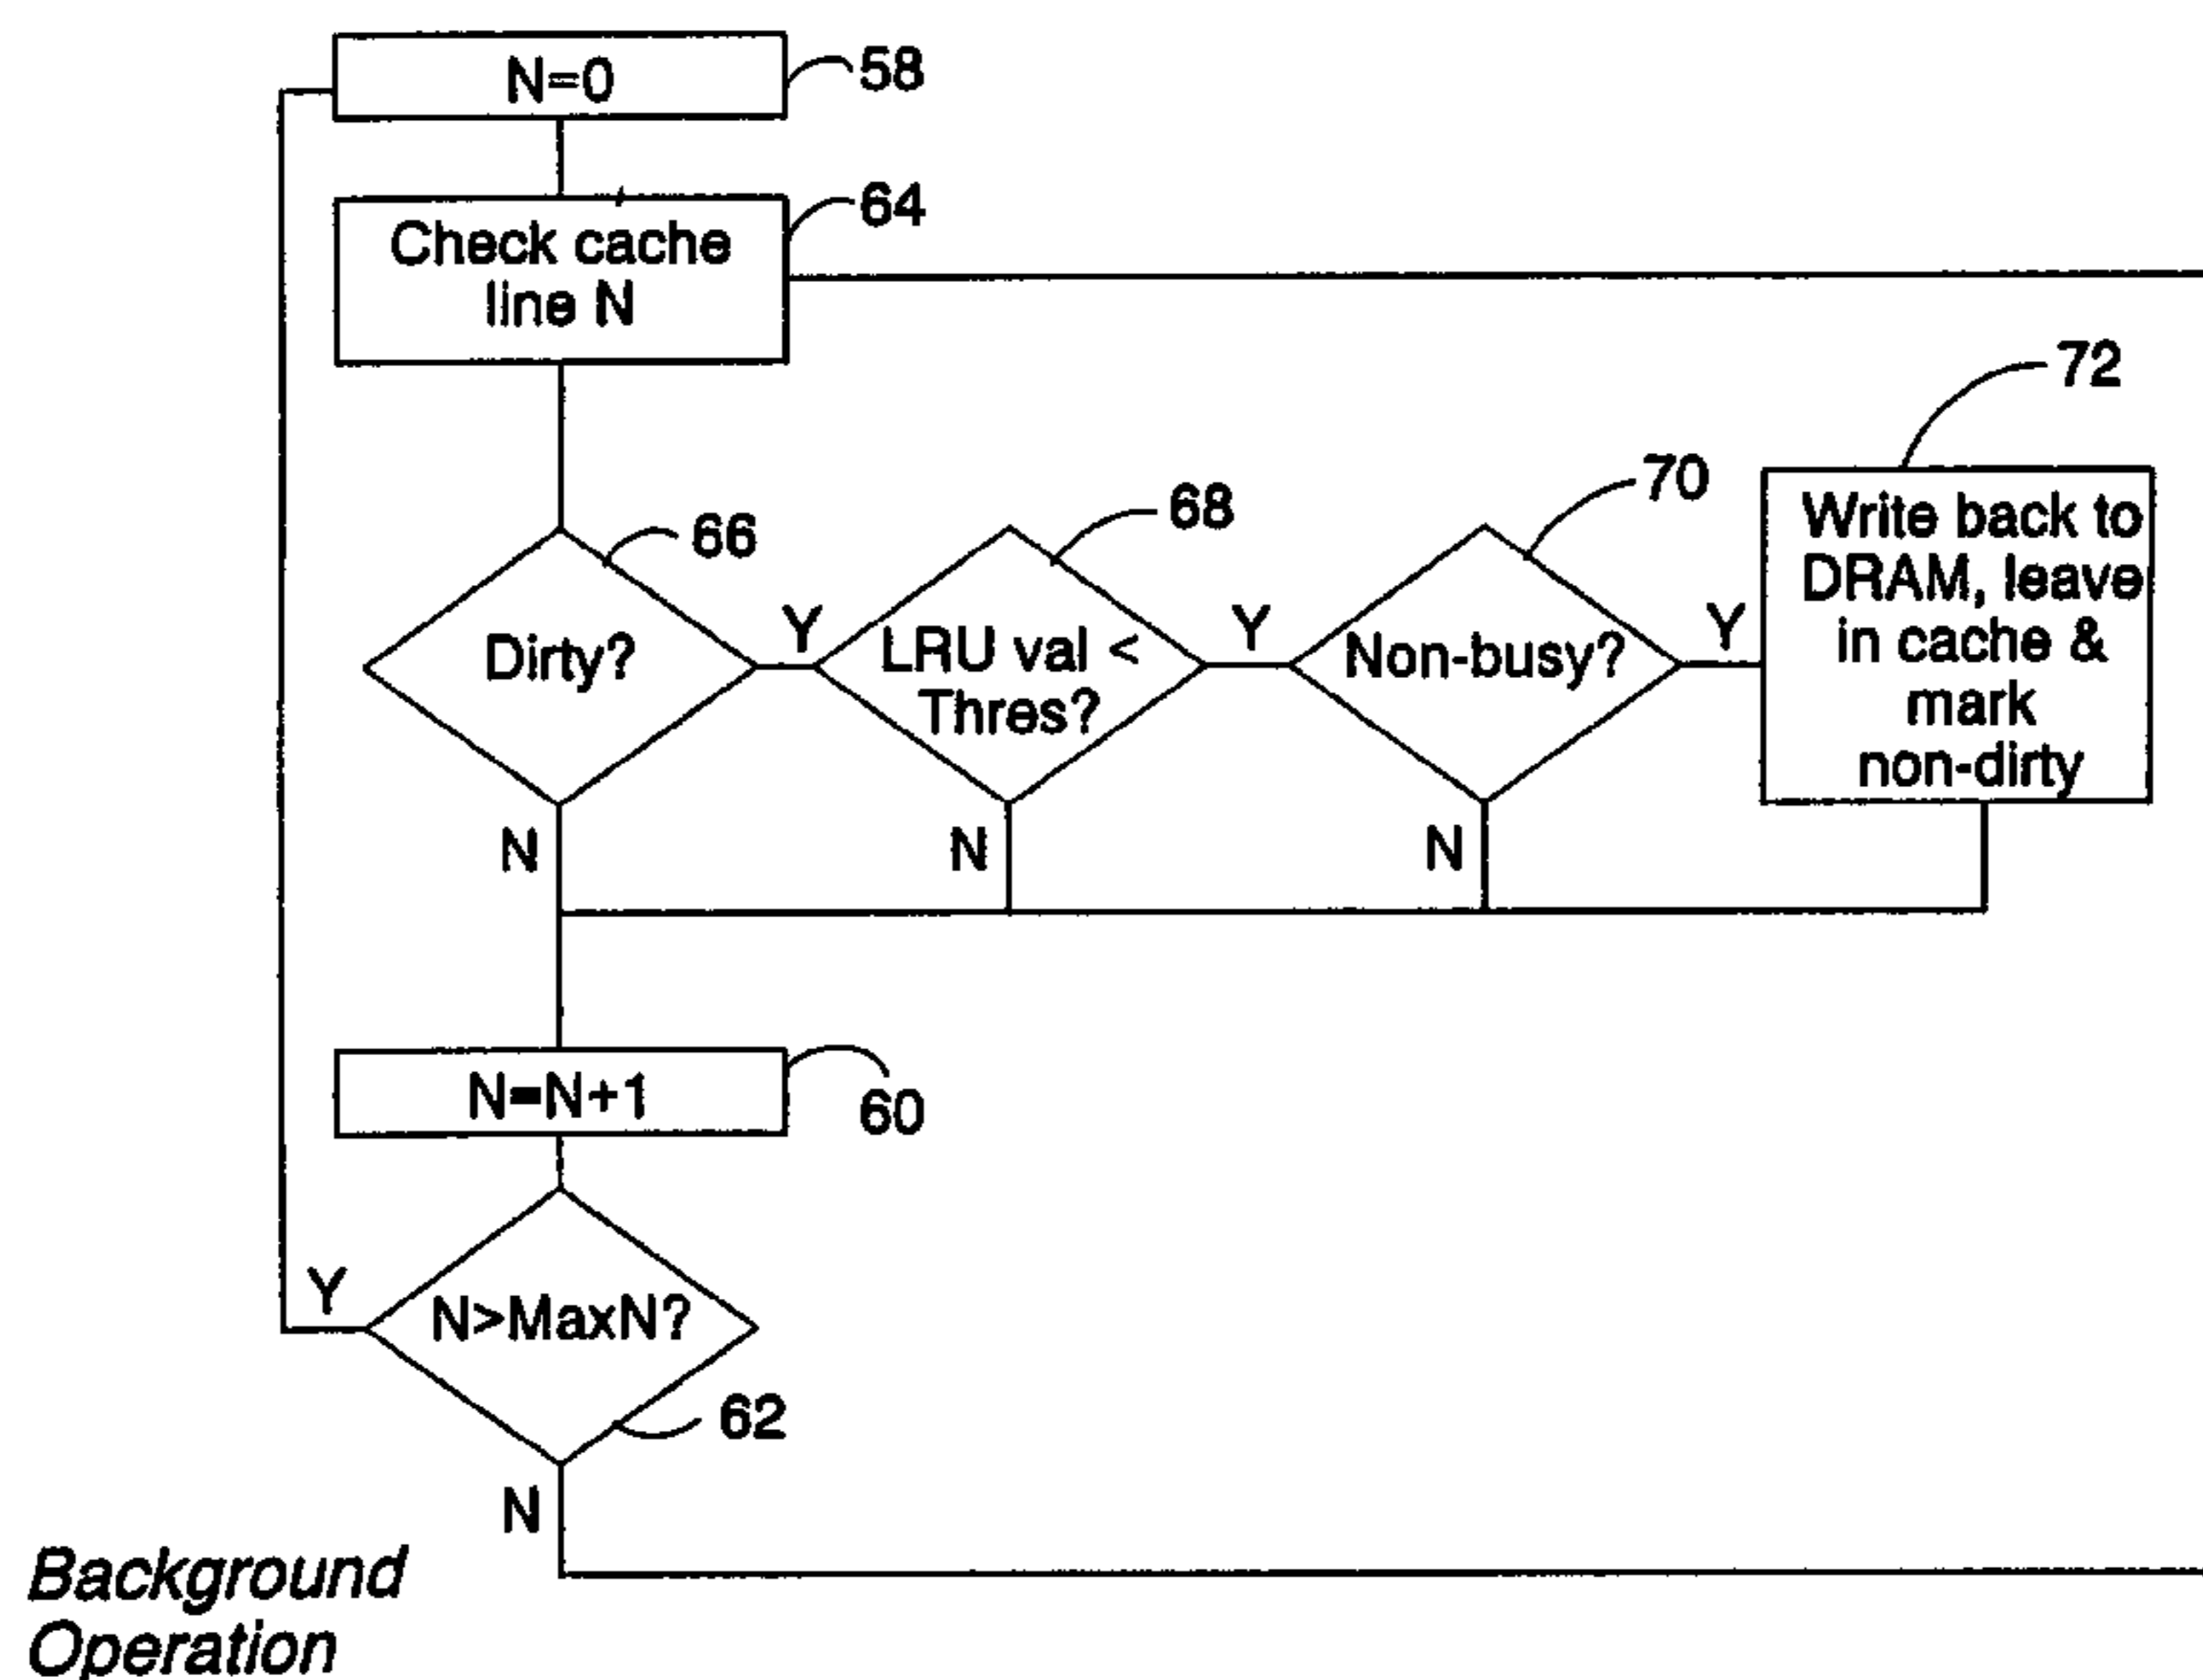 N=0
58
Check cache
line N
64
Dirty?
66
Y
N
LRU val <
Thres?
68
Y
N
Non-busy?
70
Y
N
Write back to
DRAM, leave
in cache &
mark
non-dirty
72
N=N+1
60
N>MaxN?
62
Y
N
Background
Operation